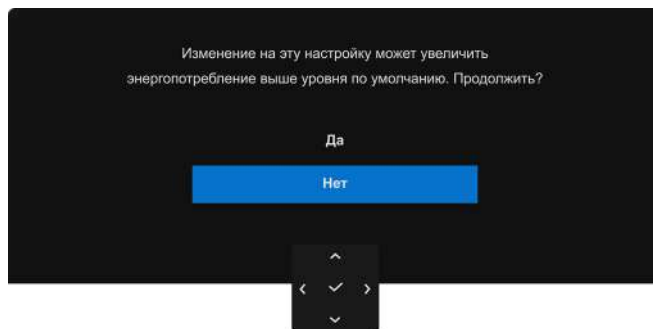 Изменение на эту настройку может увеличить
энергопотребление выше уровня по умолчанию. Продолжить?
Да
Нет